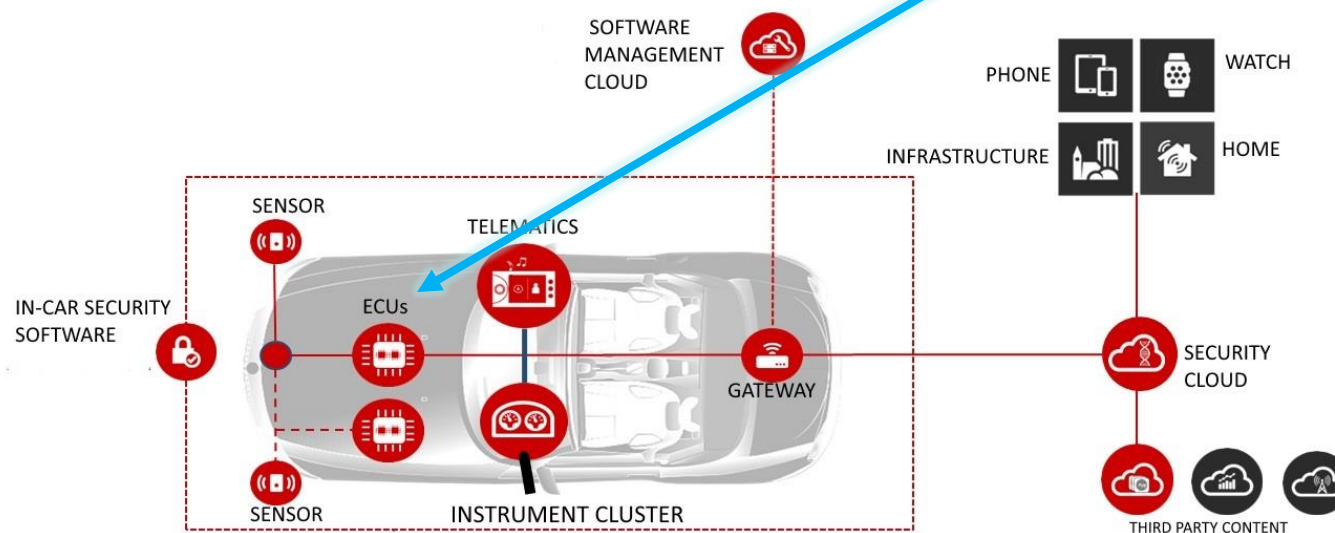 SOFTWARE
MANAGEMENT
CLOUD
PHONE
WATCH
INFRASTRUCTURE
HOME
SENSOR
TELEMATICS
IN-CAR SECURITY
SOFTWARE
ECUs
GATEWAY
SECURITY
CLOUD
SENSOR
INSTRUMENT CLUSTER
THIRD PARTY CONTENT